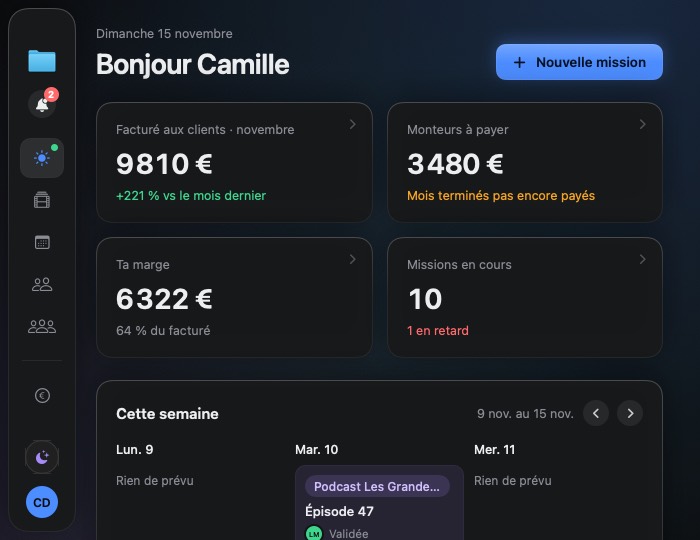 Dimanche 15 novembre
Bonjour Camille
+ Nouvelle mission
2
Facturé aux clients · novembre
9810 €
+221 % vs le mois dernier
Monteurs à payer
3480 €
Mois terminés pas encore payés
Ta marge
6322 €
64 % du facturé
Missions en cours
10
1 en retard
Cette semaine
9 nov. au 15 nov.
Lun. 9
Rien de prévu
Mar. 10
Podcast Les Grande...
Épisode 47
LM Validée
Mer. 11
Rien de prévu
€
CD